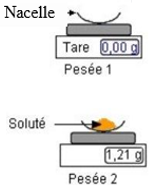 Nacelle
Tare 0,00 g
Pesée 1
Soluté
1,21 g
Pesée 2